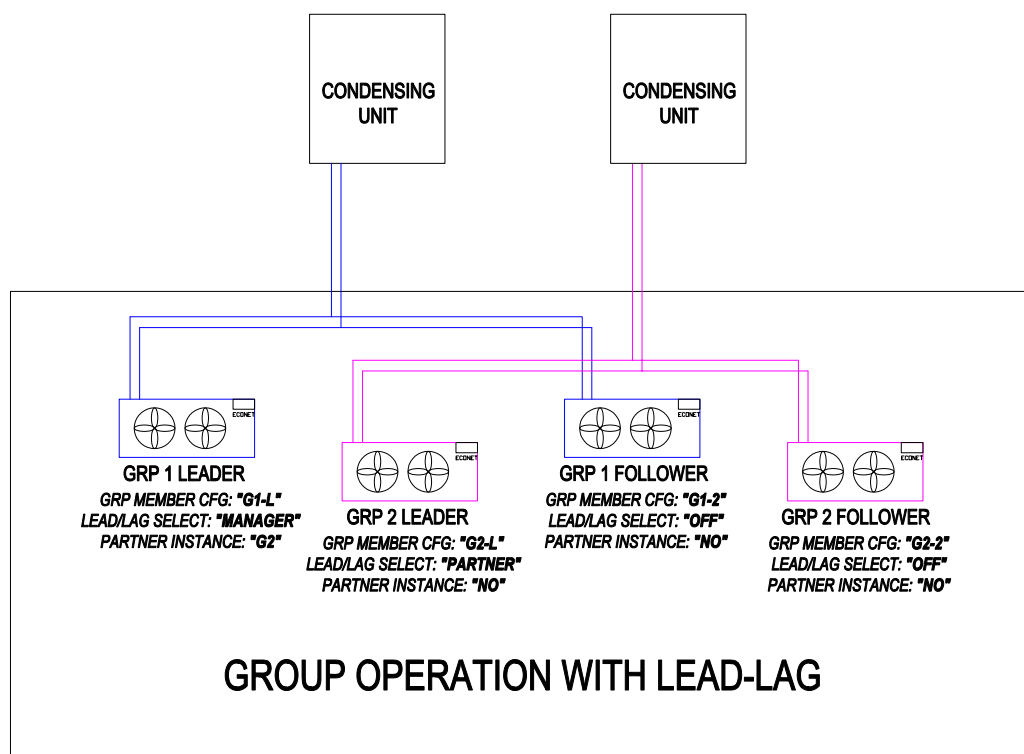 CONDENSING
UNIT
CONDENSING
UNIT
ECONET
GRP 1 LEADER
GRP MEMBER CFG: "G1-L"
LEAD/LAG SELECT: "MANAGER"
PARTNER INSTANCE: "G2"
ECONET
GRP 2 LEADER
GRP MEMBER CFG: "G2-L"
LEAD/LAG SELECT: "PARTNER"
PARTNER INSTANCE: "NO"
ECONET
GRP 1 FOLLOWER
GRP MEMBER CFG: "G1-2"
LEAD/LAG SELECT: "OFF"
PARTNER INSTANCE: "NO"
ECONET
GRP 2 FOLLOWER
GRP MEMBER CFG: "G2-2"
LEAD/LAG SELECT: "OFF"
PARTNER INSTANCE: "NO"
GROUP OPERATION WITH LEAD-LAG